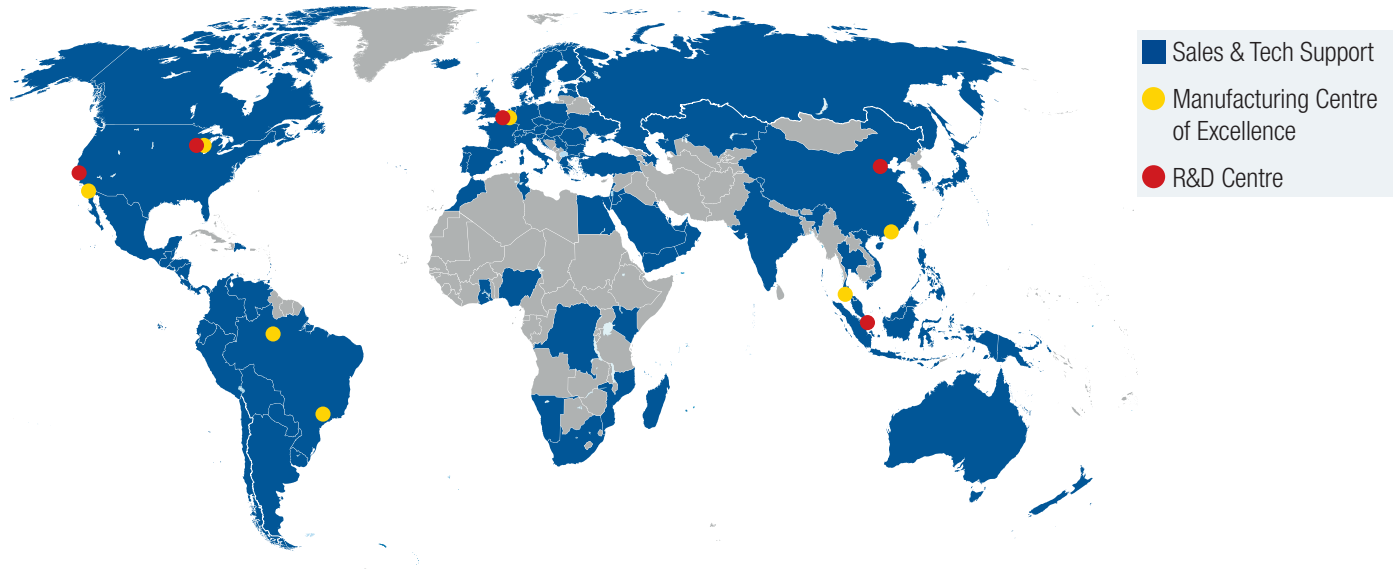 Sales & Tech Support
Manufacturing Centre
of Excellence
R&D Centre